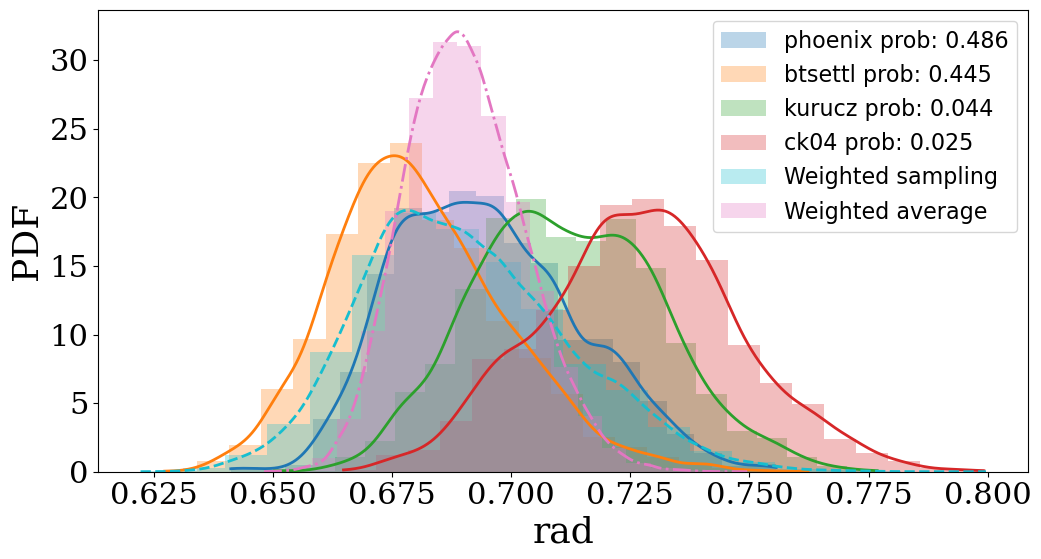 PDF
30
25
20
15
10
5
0
phoenix prob: 0.486
btsettl prob: 0.445
kurucz prob: 0.044
ck04 prob: 0.025
Weighted sampling
Weighted average
0.625 0.650 0.675 0.700 0.725 0.750 0.775 0.800
rad